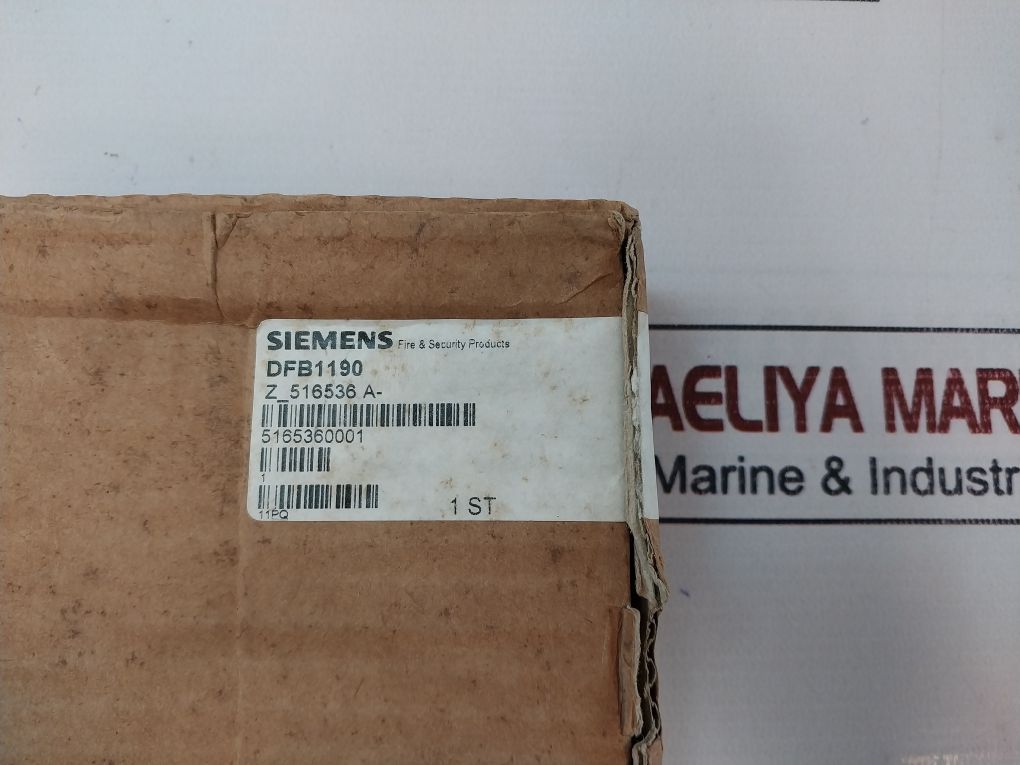 SIEMENS Fire & Security Products
DFB1190
Z_516536 A-
5165360001
1
11PQ
1 ST
AELIYA MAR
Marine & Industr